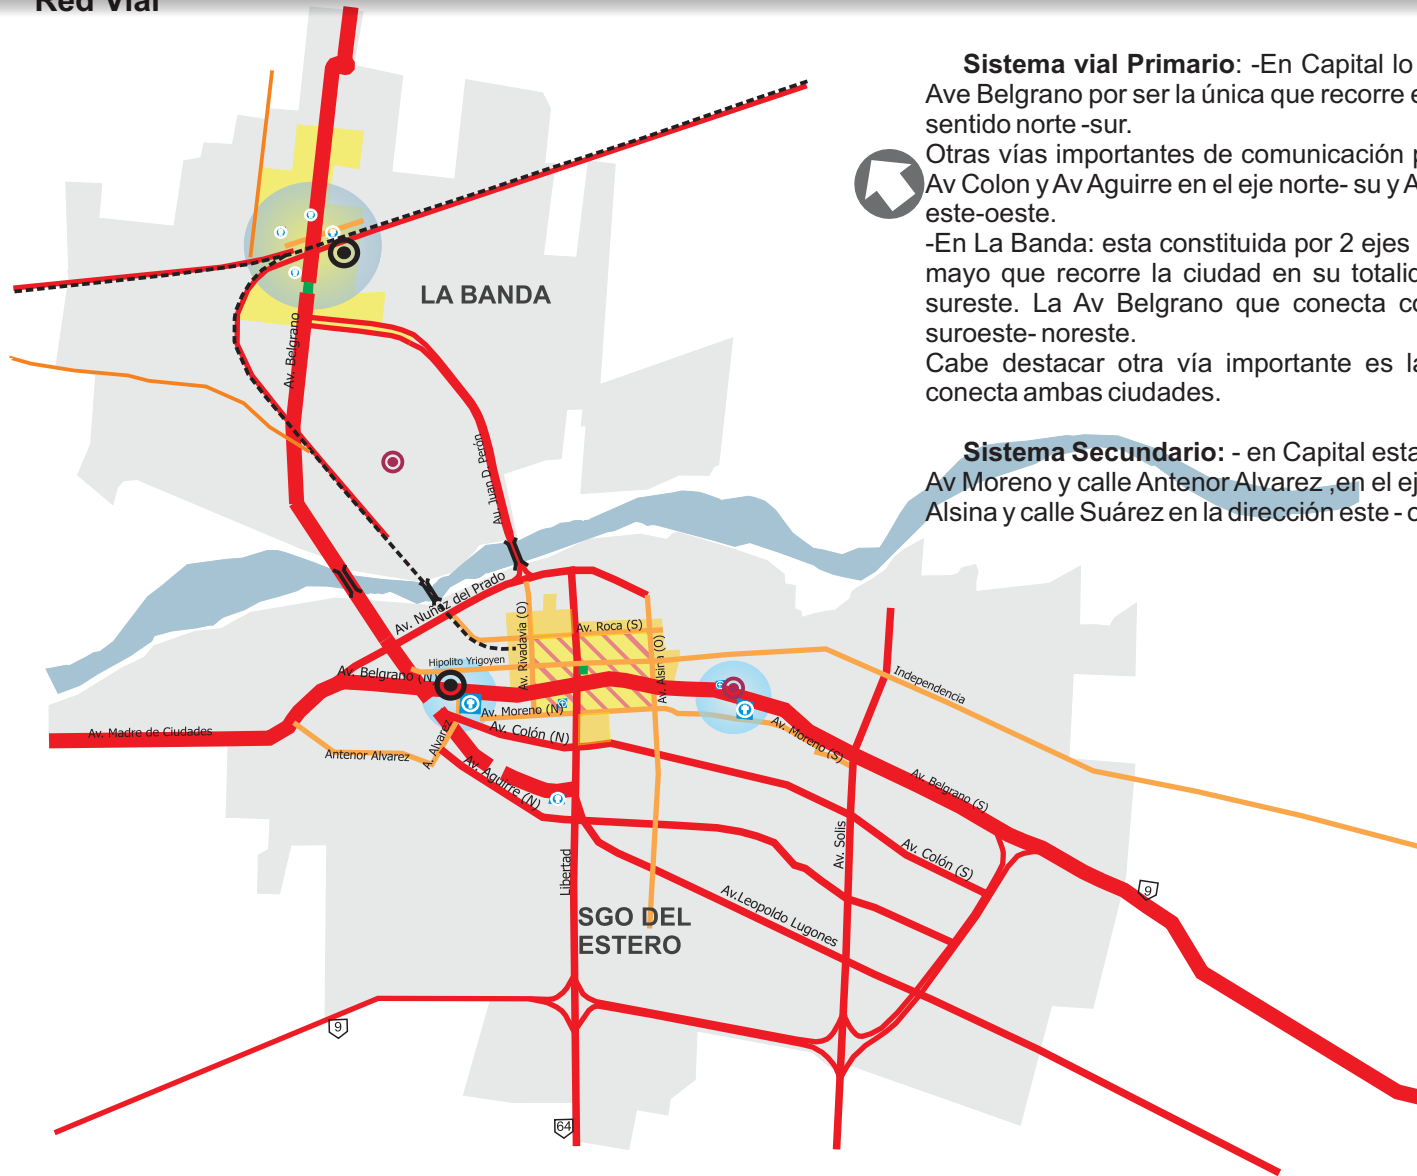 Red Vial
Sistema vial Primario: -En Capital lo
Ave Belgrano por ser la única que recorre e
sentido norte -sur.
Otras vías importantes de comunicación p
Av Colon y Av Aguirre en el eje norte- su y A
este-oeste.
-En La Banda: esta constituida por 2 ejes
mayo que recorre la ciudad en su totalid
sureste. La Av Belgrano que conecta co
suroeste- noreste.
Cabe destacar otra vía importante es la
conecta ambas ciudades.
Sistema Secundario: - en Capital esta
Av Moreno y calle Antenor Alvarez ,en el ej
Alsina y calle Suárez en la dirección este - o
LA BANDA
Av. Belgrano
Av. Juan D. Perón
Av. Nuñez del Prado
Av. Rivadavia (O)
Av. Roca (S)
Av. Alsina (O)
Hipolito Yrigoyen
Av. Belgrano (N)
Independencia
Av. Moreno (N)
Av. Madre de Ciudades
Av. Colón (N)
Av. Moreno (S)
Antenor Alvarez
A. Alvarez
Av. Aguirre (N)
Av. Belgrano (S)
Av. Solis
Av. Colón (S)
Libertad
Av.Leopoldo Lugones
9
SGO DEL
ESTERO
9
64